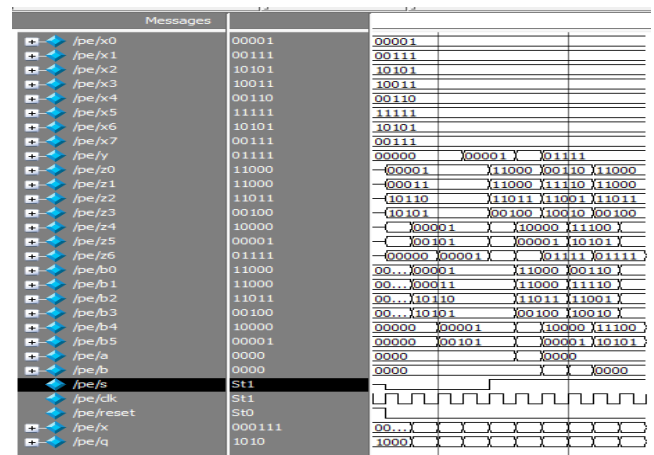 Messages
/pe/x0 00001 00001
/pe/x1 00111 00111
/pe/x2 10101 10101
/pe/x3 10011 10011
/pe/x4 00110 00110
/pe/x5 11111 11111
/pe/x6 10101 10101
/pe/x7 00111 00111
/pe/y 01111 00000 00001 01111
/pe/z0 11000 00001 11000 00110 11000
/pe/z1 11000 00011 11000 11110 11000
/pe/z2 11011 10110 11011 11001 11011
/pe/z3 00100 10101 00100 10010 00100
/pe/z4 10000 00001 10000 11100
/pe/z5 00001 00101 00001 10101
/pe/z6 01111 00000 00001 01111 01111
/pe/b0 11000 00... 00001 11000 00110
/pe/b1 11000 00... 00011 11000 11110
/pe/b2 11011 00... 10110 11011 11001
/pe/b3 00100 00... 10101 00100 10010
/pe/b4 10000 00000 00001 10000 11100
/pe/b5 00001 00000 00101 00001 10101
/pe/a 0000 0000 0000
/pe/b 0000 0000 0000
/pe/s St1
/pe/clk St1
/pe/reset St0
/pe/x 000111 00...
/pe/q 1010 1000